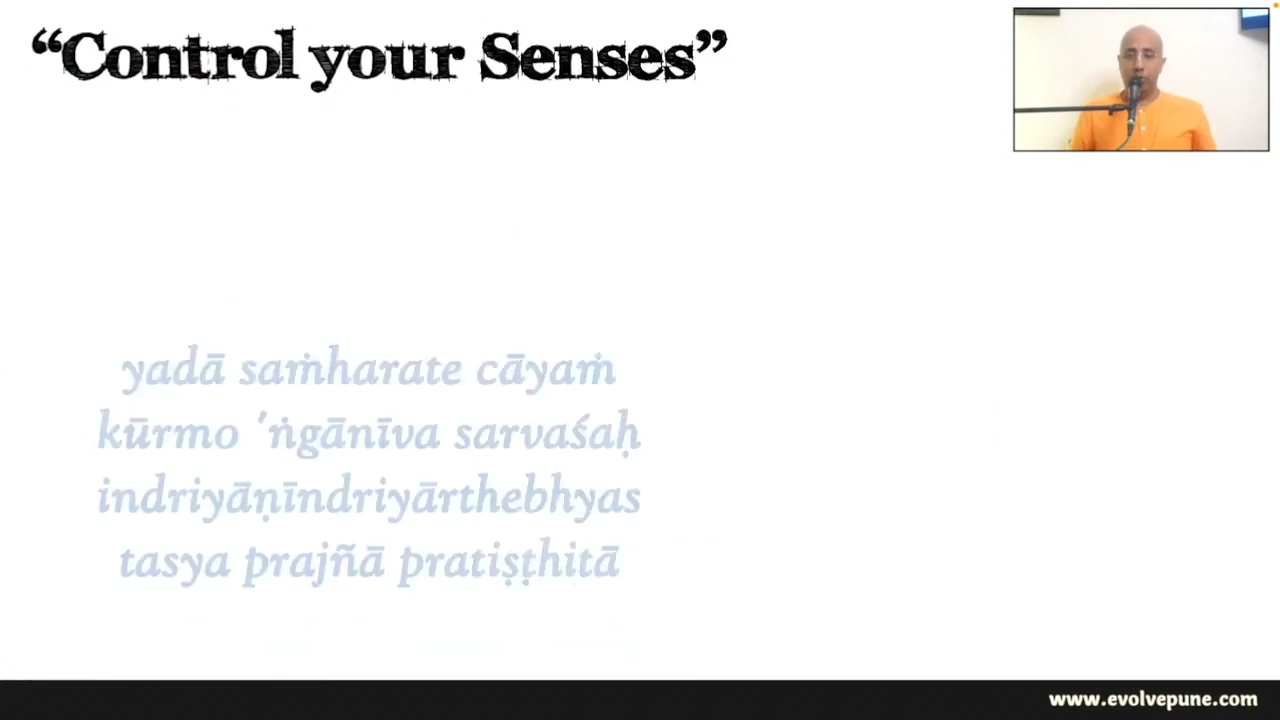 “Control your Senses”
yadā saṁharate cāyaṁ
kūrmo 'ṅgānīva sarvaśaḥ
indriyāṇīndriyārthebhyas
tasya prajñā pratiṣṭhitā
www.evolvepune.com